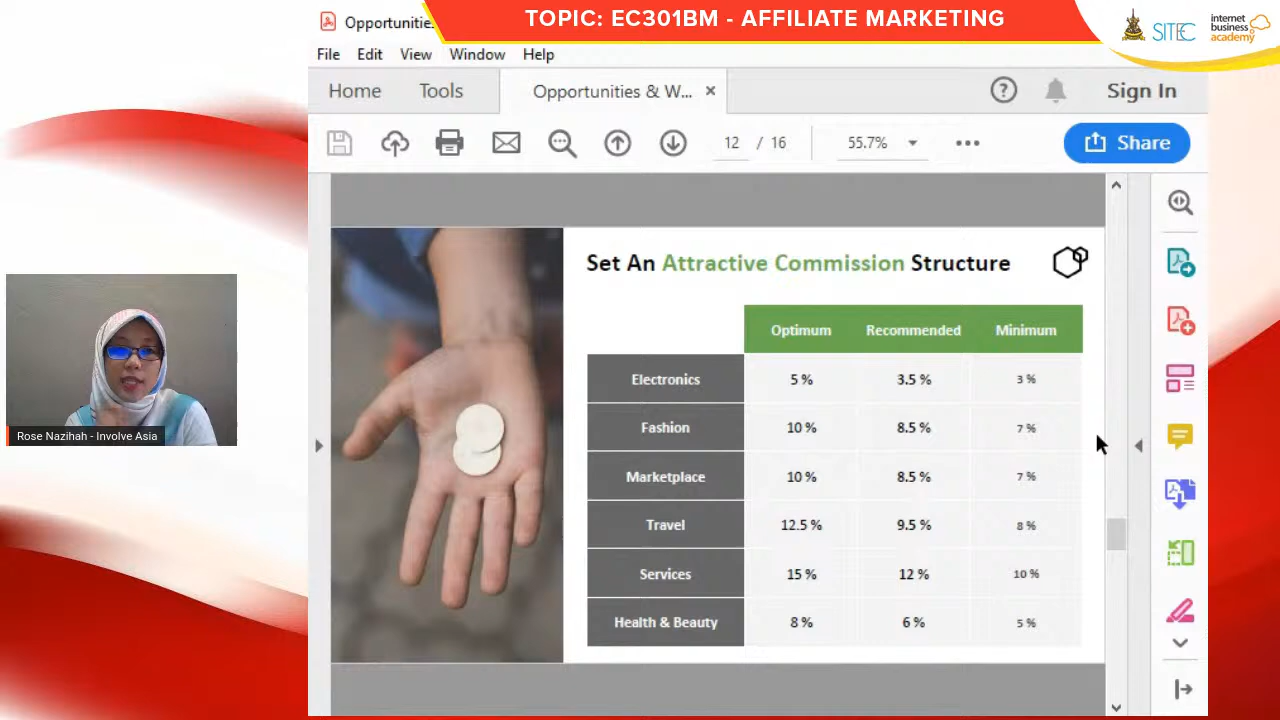 TOPIC: EC301BM - AFFILIATE MARKETING
SITEC
internet
business
academy
Opportunities
File Edit View Window Help
Home Tools Opportunities & W... × Sign In
12 / 16 55.7% Share
Set An Attractive Commission Structure
Optimum Recommended Minimum
Electronics 5 % 3.5 % 3 %
Fashion 10 % 8.5 % 7 %
Marketplace 10 % 8.5 % 7 %
Travel 12.5 % 9.5 % 8 %
Services 15 % 12 % 10 %
Health & Beauty 8 % 6 % 5 %
Rose Nazihah - Involve Asia